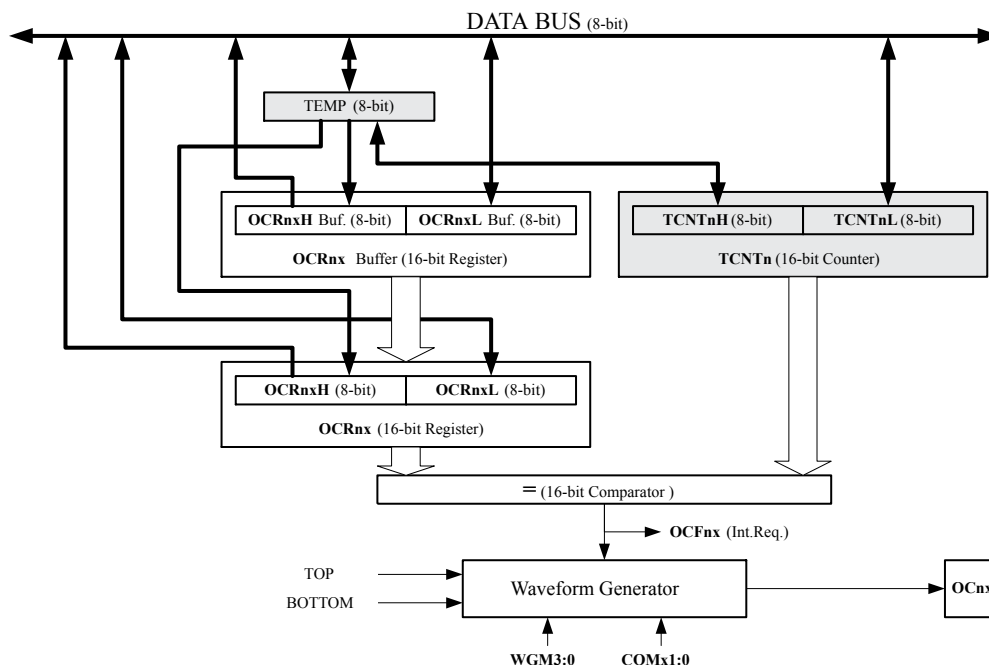 DATA BUS (8-bit)
TEMP (8-bit)
OCRnxH Buf. (8-bit)
OCRnxL Buf. (8-bit)
OCRnx Buffer (16-bit Register)
TCNTnH (8-bit)
TCNTnL (8-bit)
TCNTn (16-bit Counter)
OCRnxH (8-bit)
OCRnxL (8-bit)
OCRnx (16-bit Register)
= (16-bit Comparator )
OCFnx (Int.Req.)
TOP
BOTTOM
Waveform Generator
OCnx
WGM3:0
COMx1:0